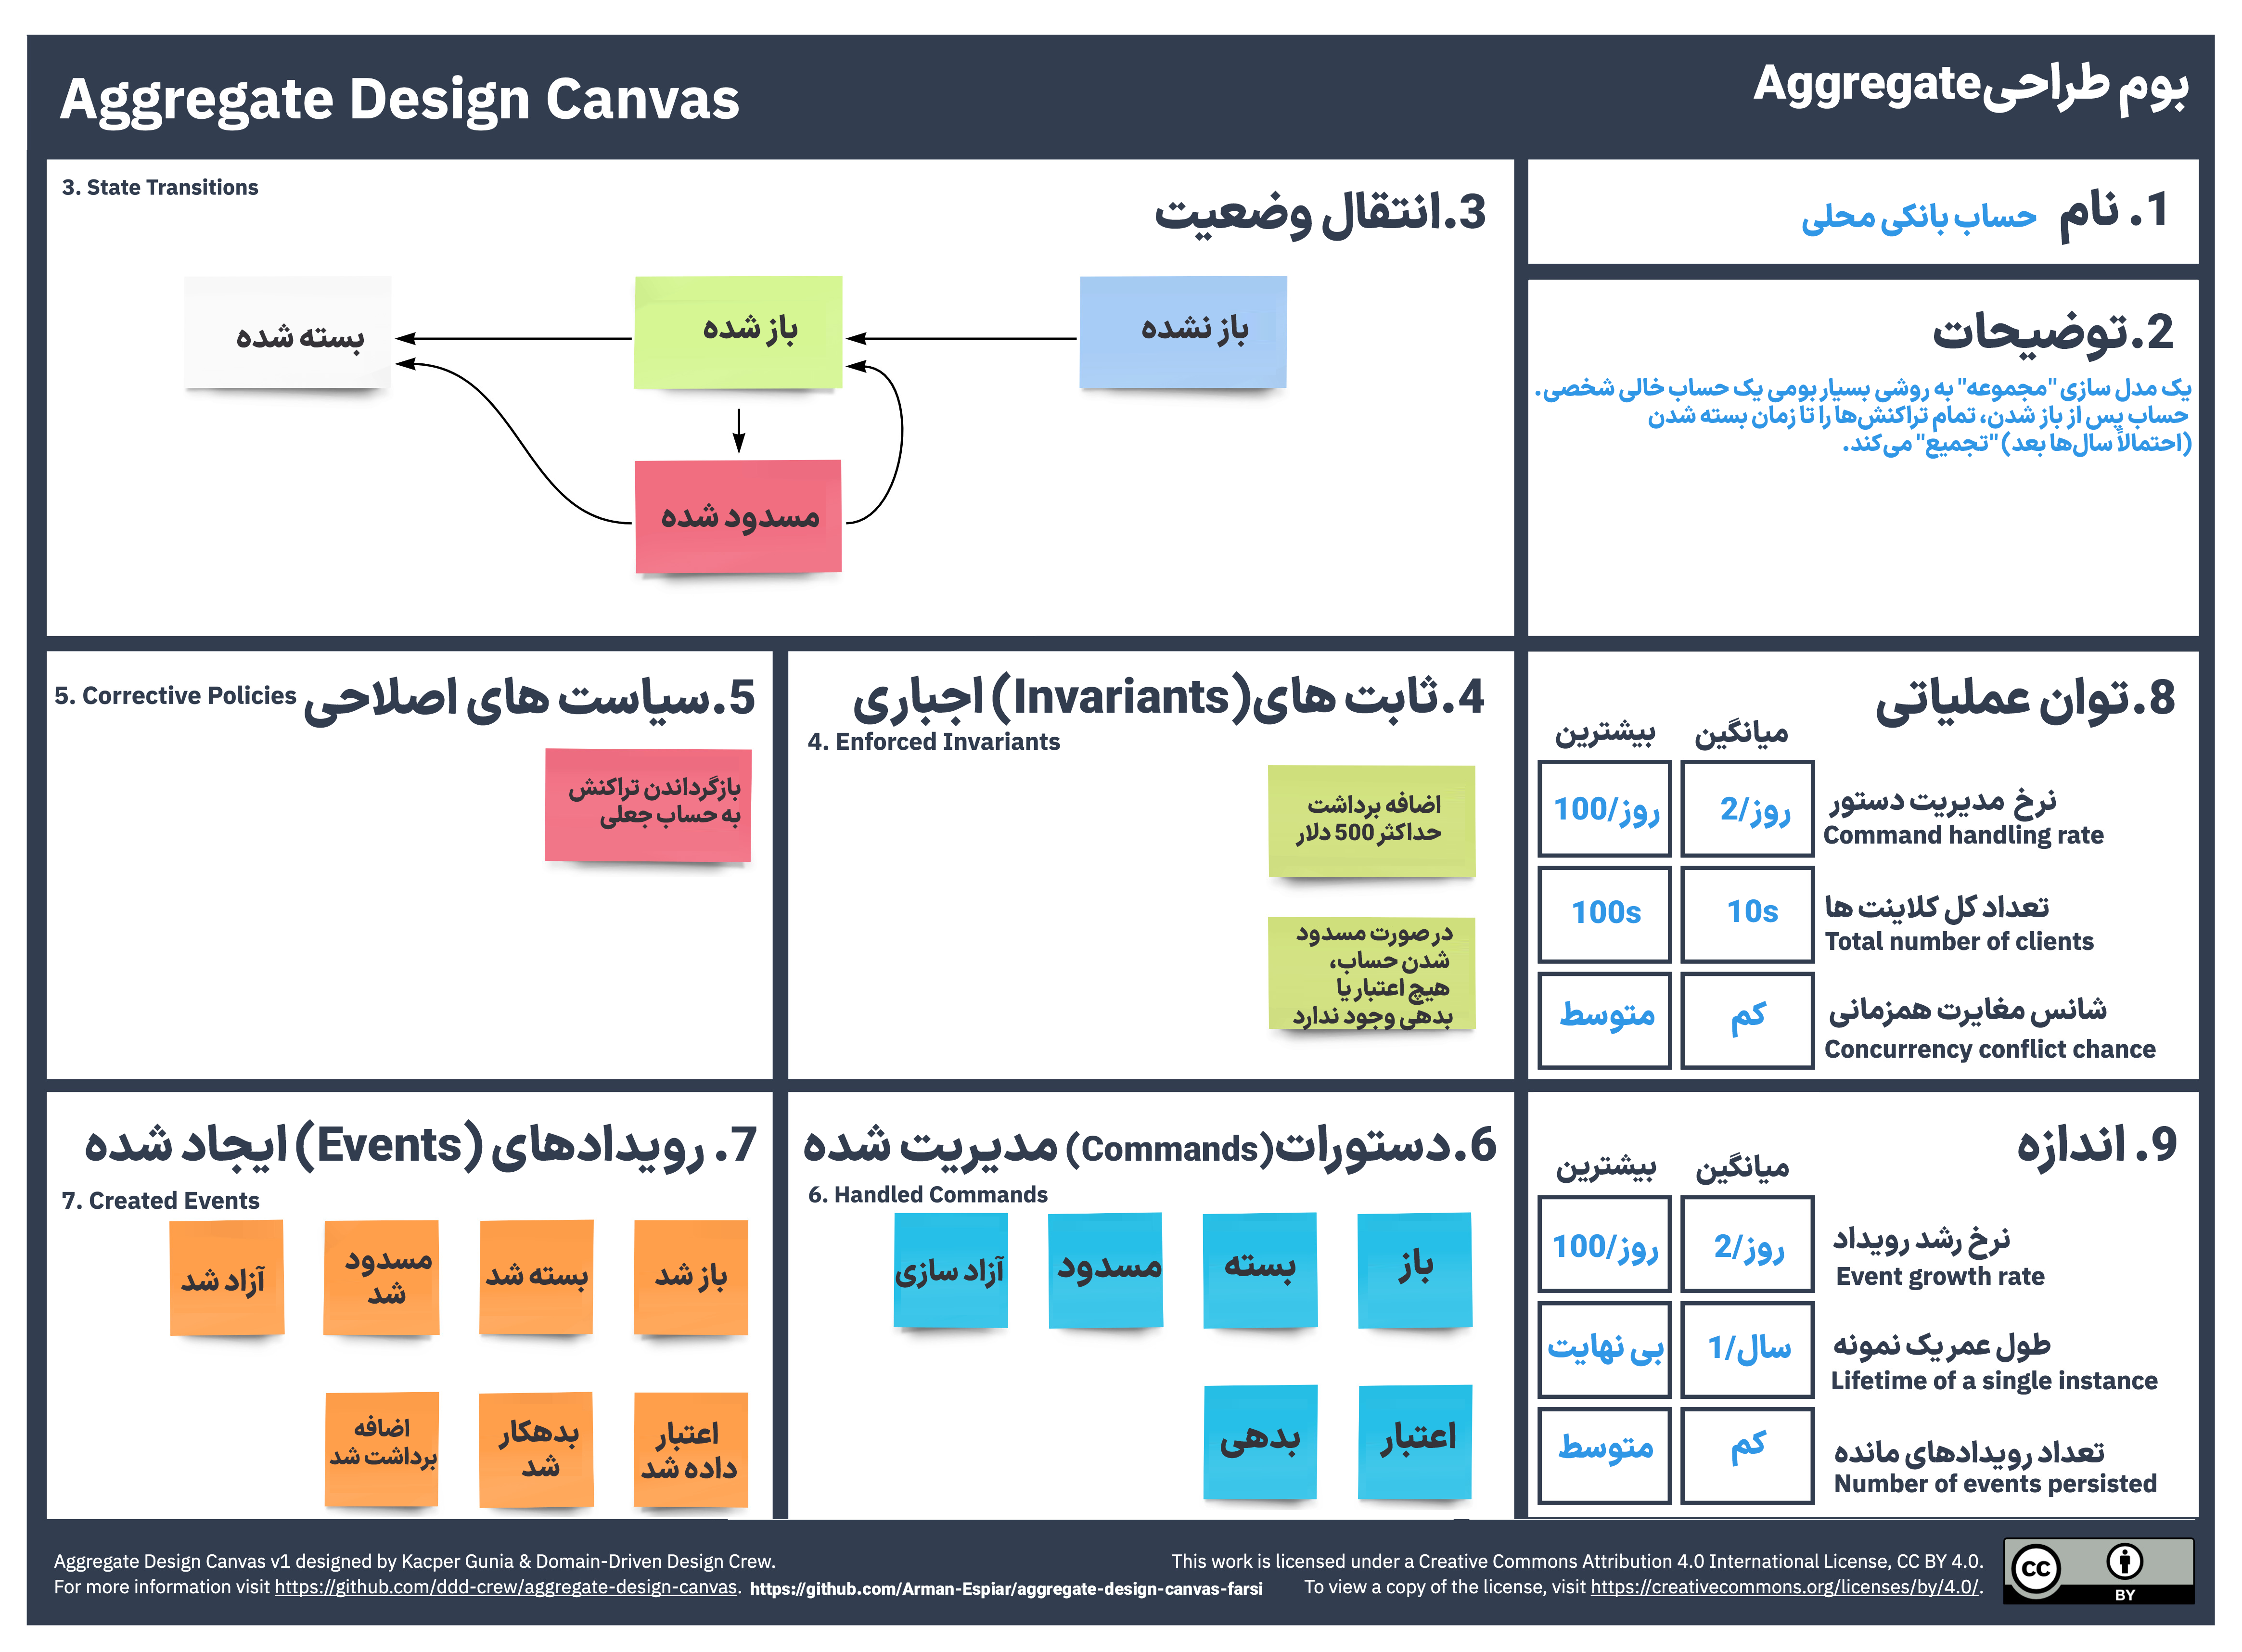 Aggregate Design Canvas
بوم طراحیAggregate
1. نام
حساب بانکی محلی
2.توضیحات
یک مدل سازی "مجموعه" به روشی بسیار بومی یک حساب خالی شخصی.
حساب پس از باز شدن، تمام تراکنش‌ها را تا زمان بسته شدن
(احتمالاً سال‌ها بعد) "تجمیع" می‌کند.
3. State Transitions
3.انتقال وضعیت
باز نشده
باز شده
بسته شده
مسدود شده
4.ثابت های(Invariants) اجباری
4. Enforced Invariants
اضافه برداشت
حداکثر 500 دلار
در صورت مسدود
شدن حساب،
هیچ اعتبار یا
بدهی وجود ندارد
5. Corrective Policies
5.سیاست های اصلاحی
بازگرداندن تراکنش
به حساب جعلی
6.دستورات(Commands) مدیریت شده
6. Handled Commands
باز
بسته
مسدود
آزاد سازی
اعتبار
بدهی
7. رویدادهای (Events) ایجاد شده
7. Created Events
باز شد
بسته شد
مسدود
شد
آزاد شد
اعتبار
داده شد
بدهکار
شد
اضافه
برداشت شد
8.توان عملیاتی
میانگین
بیشترین
نرخ مدیریت دستور
Command handling rate
روز/2
روز/100
تعداد کل کلاینت ها
Total number of clients
10s
100s
شانس مغایرت همزمانی
Concurrency conflict chance
کم
متوسط
9. اندازه
میانگین
بیشترین
نرخ رشد رویداد
Event growth rate
روز/2
روز/100
طول عمر یک نمونه
Lifetime of a single instance
سال/1
بی نهایت
تعداد رویدادهای مانده
Number of events persisted
کم
متوسط
Aggregate Design Canvas v1 designed by Kacper Gunia & Domain-Driven Design Crew.
For more information visit https://github.com/ddd-crew/aggregate-design-canvas.
https://github.com/Arman-Espiar/aggregate-design-canvas-farsi
This work is licensed under a Creative Commons Attribution 4.0 International License, CC BY 4.0.
To view a copy of the license, visit https://creativecommons.org/licenses/by/4.0/.
CC
BY